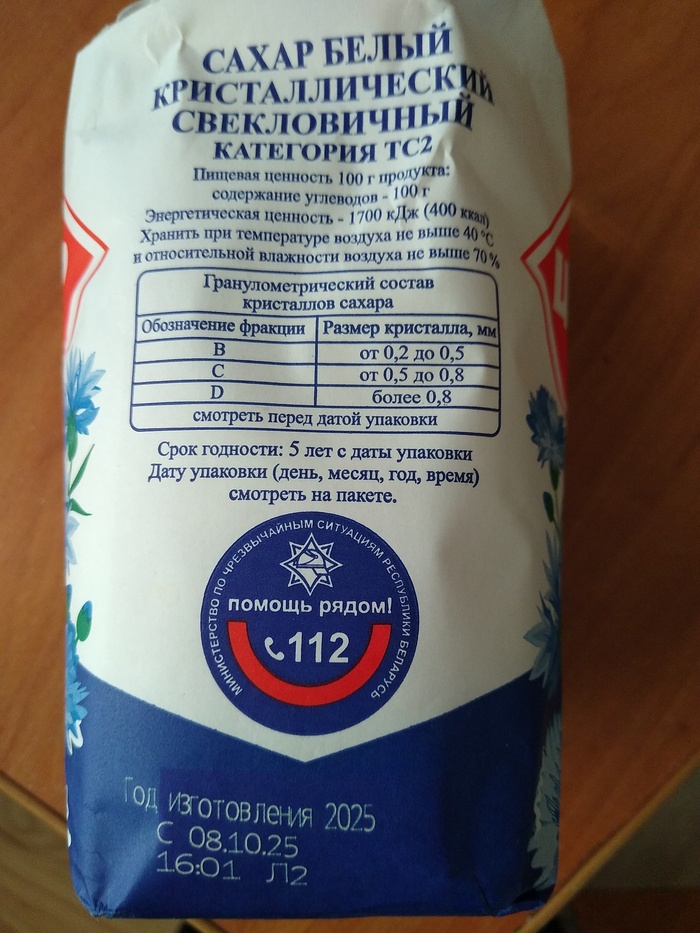 САХАР БЕЛЫЙ
КРИСТАЛЛИЧЕСКИЙ
СВЕКЛОВИЧНЫЙ
КАТЕГОРИЯ ТС2
Пищевая ценность 100 г продукта:
содержание углеводов - 100 г
Энергетическая ценность - 1700 кДж (400 ккал)
Хранить при температуре воздуха не выше 40 °С
и относительной влажности воздуха не выше 70 %
Гранулометрический состав
кристаллов сахара
Обозначение фракции Размер кристалла, мм
B от 0,2 до 0,5
C от 0,5 до 0,8
D более 0,8
смотреть перед датой упаковки
Срок годности: 5 лет с даты упаковки
Дату упаковки (день, месяц, год, время)
смотреть на пакете.
МИНИСТЕРСТВО ПО ЧРЕЗВЫЧАЙНЫМ СИТУАЦИЯМ РЕСПУБЛИКИ БЕЛАРУСЬ
ПОМОЩЬ РЯДОМ!
112
Год изготовления 2025
С 08.10.25
16:01 Л2